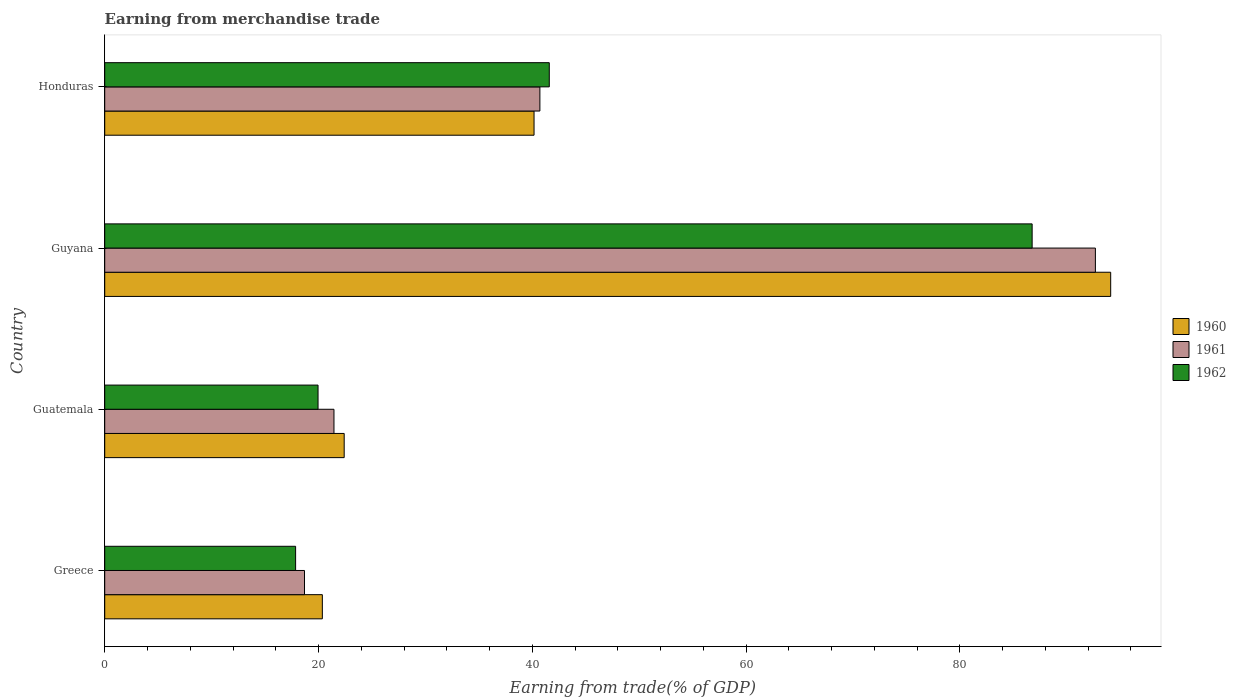 Earning from merchandise trade
Honduras
Guyana
Guatemala
Greece
Country
0
20
40
60
80
Earning from trade(% of GDP)
1960
1961
1962